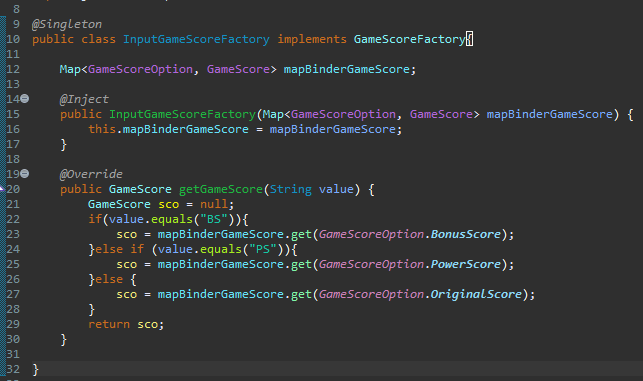 8
9 @Singleton
10 public class InputGameScoreFactory implements GameScoreFactory{
11
12 Map<GameScoreOption, GameScore> mapBinderGameScore;
13
14 @Inject
15 public InputGameScoreFactory(Map<GameScoreOption, GameScore> mapBinderGameScore) {
16 this.mapBinderGameScore = mapBinderGameScore;
17 }
18
19 @Override
20 public GameScore getGameScore(String value) {
21 GameScore sco = null;
22 if(value.equals("BS")){
23 sco = mapBinderGameScore.get(GameScoreOption.BonusScore);
24 }else if (value.equals("PS")){
25 sco = mapBinderGameScore.get(GameScoreOption.PowerScore);
26 }else {
27 sco = mapBinderGameScore.get(GameScoreOption.OriginalScore);
28 }
29 return sco;
30 }
31
32 }